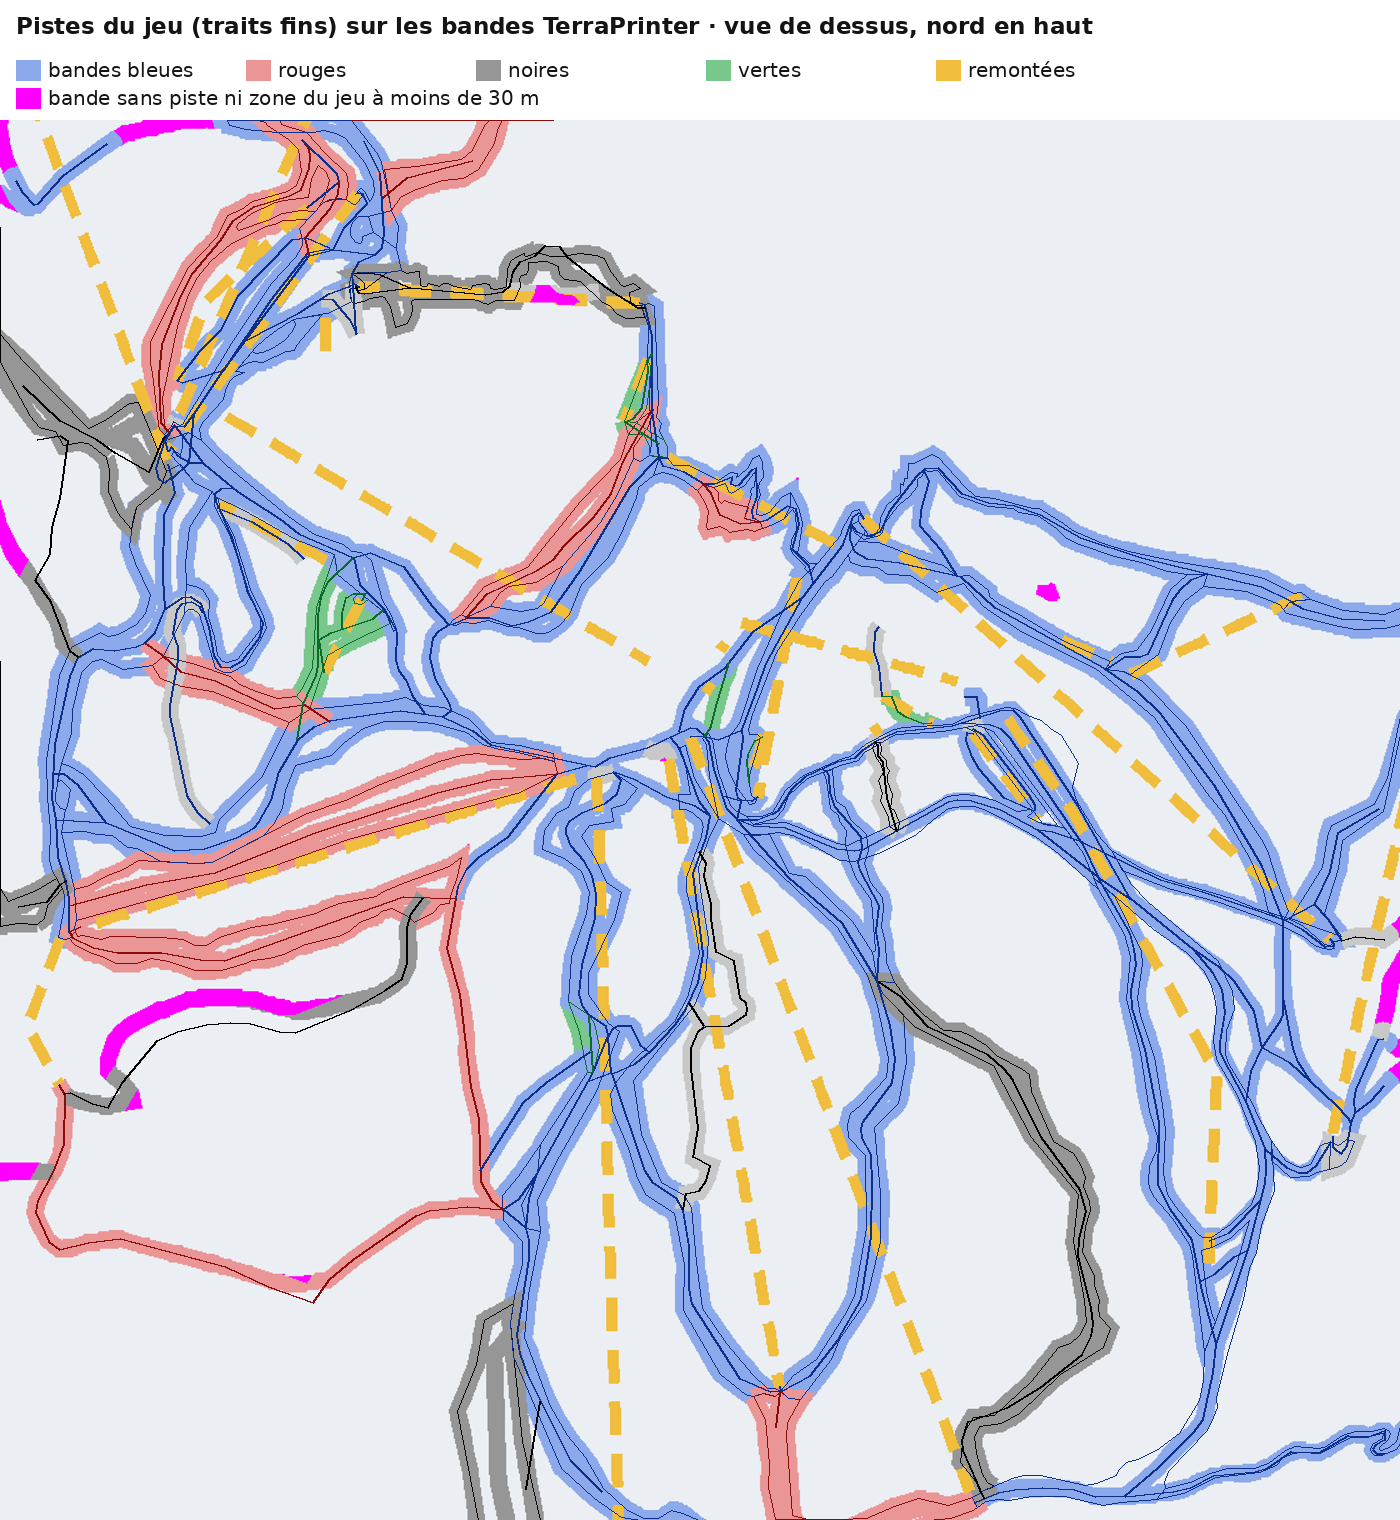 Pistes du jeu (traits fins) sur les bandes TerraPrinter · vue de dessus, nord en haut
bandes bleues rouges noires vertes remontées
bande sans piste ni zone du jeu à moins de 30 m